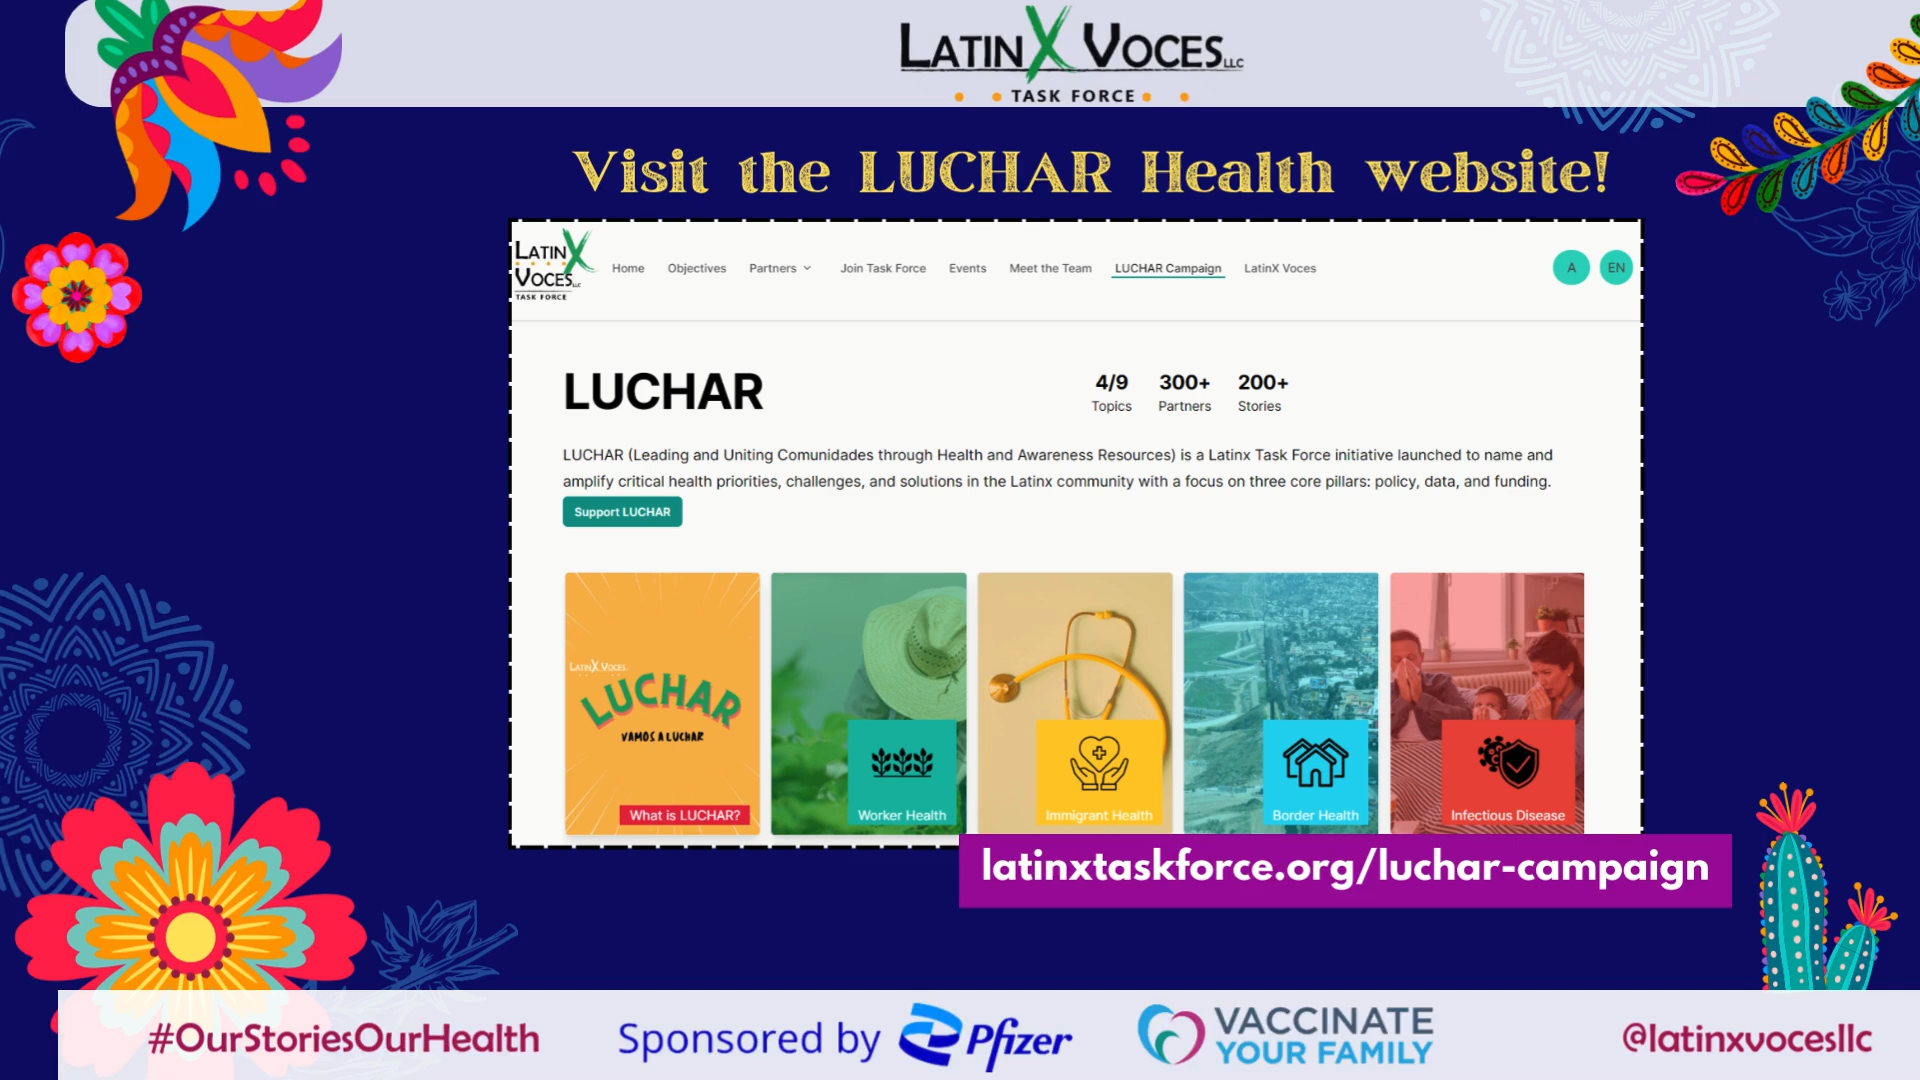 LATINX VOCES LLC
TASK FORCE
Visit the LUCHAR Health website!
LATINX
VOCES LLC
TASK FORCE
Home Objectives Partners Join Task Force Events Meet the Team LUCHAR Campaign LatinX Voces A EN
LUCHAR
4/9 300+ 200+
Topics Partners Stories
LUCHAR (Leading and Uniting Comunidades through Health and Awareness Resources) is a Latinx Task Force initiative launched to name and
amplify critical health priorities, challenges, and solutions in the Latinx community with a focus on three core pillars: policy, data, and funding.
Support LUCHAR
LATINX VOCES
LUCHAR
VAMOS A LUCHAR
What is LUCHAR?
Worker Health
Immigrant Health
Border Health
Infectious Disease
latinxtaskforce.org/luchar-campaign
#OurStoriesOurHealth
Sponsored by Pfizer
VACCINATE
YOUR FAMILY
@latinxvocesllc